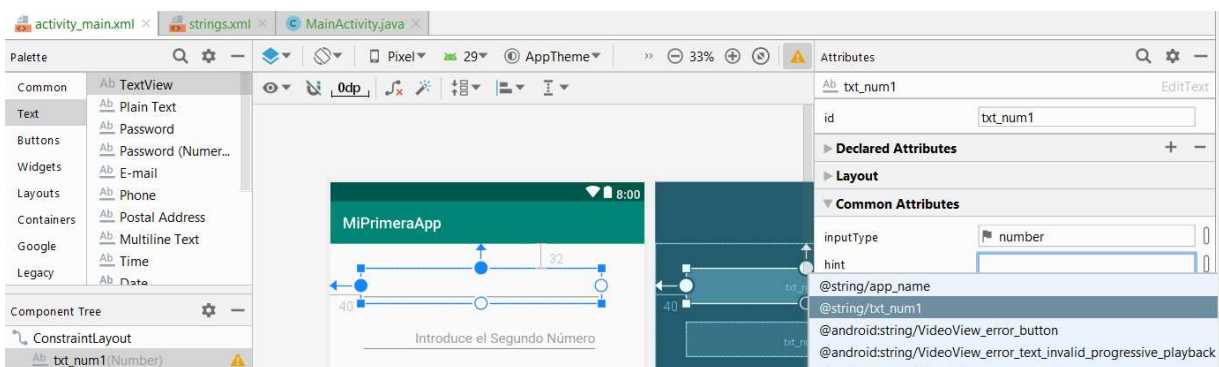 activity_main.xml
strings.xml
MainActivity.java
Palette
Pixel 29 AppTheme 33%
Attributes
Common
Text
Buttons
Widgets
Layouts
Containers
Google
Legacy
Ab TextView
Ab Plain Text
Ab Password
Ab Password (Numer...
Ab E-mail
Ab Phone
Ab Postal Address
Ab Multiline Text
Ab Time
Ab Date
0dp
8:00
MiPrimeraApp
32
40
Introduce el Segundo Número
40
Ab txt_num1 EditText
id txt_num1
Declared Attributes
Layout
Common Attributes
inputType number
hint
@string/app_name
@string/txt_num1
@android:string/VideoView_error_button
@android:string/VideoView_error_text_invalid_progressive_playback
Component Tree
ConstraintLayout
Ab txt_num1(Number)